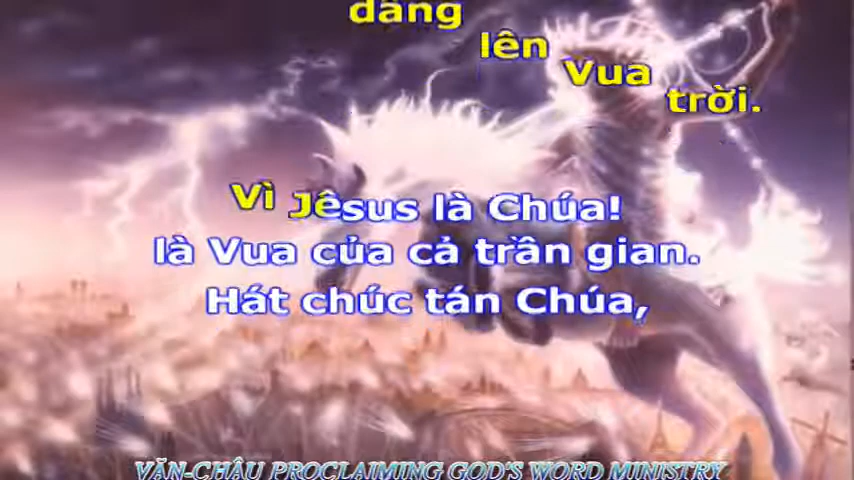 dâng lên Vua trời.
Vì Jêsus là Chúa!
là Vua của cả trần gian.
Hát chúc tán Chúa,
VĂN-CHÂU PROCLAIMING GOD'S WORD MINISTRY